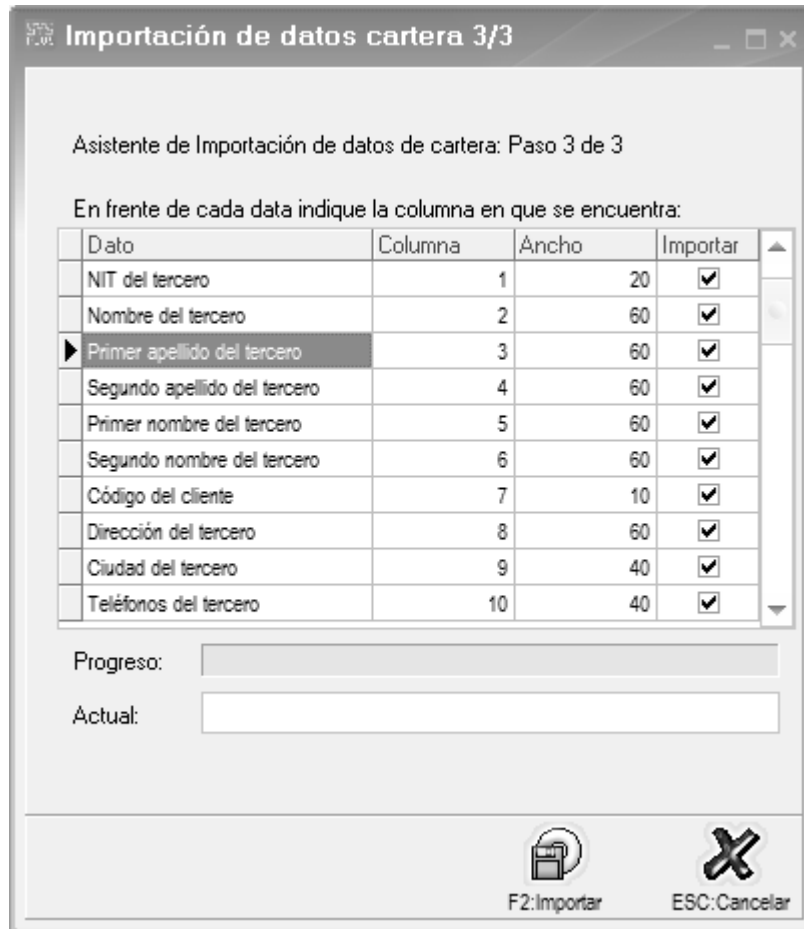 Importación de datos cartera 3/3
Asistente de Importación de datos de cartera: Paso 3 de 3
En frente de cada data indique la columna en que se encuentra:
Dato Columna Ancho Importar
NIT del tercero 1 20
Nombre del tercero 2 60
Primer apellido del tercero 3 60
Segundo apellido del tercero 4 60
Primer nombre del tercero 5 60
Segundo nombre del tercero 6 60
Código del cliente 7 10
Dirección del tercero 8 60
Ciudad del tercero 9 40
Teléfonos del tercero 10 40
Progreso:
Actual:
F2:Importar ESC:Cancelar